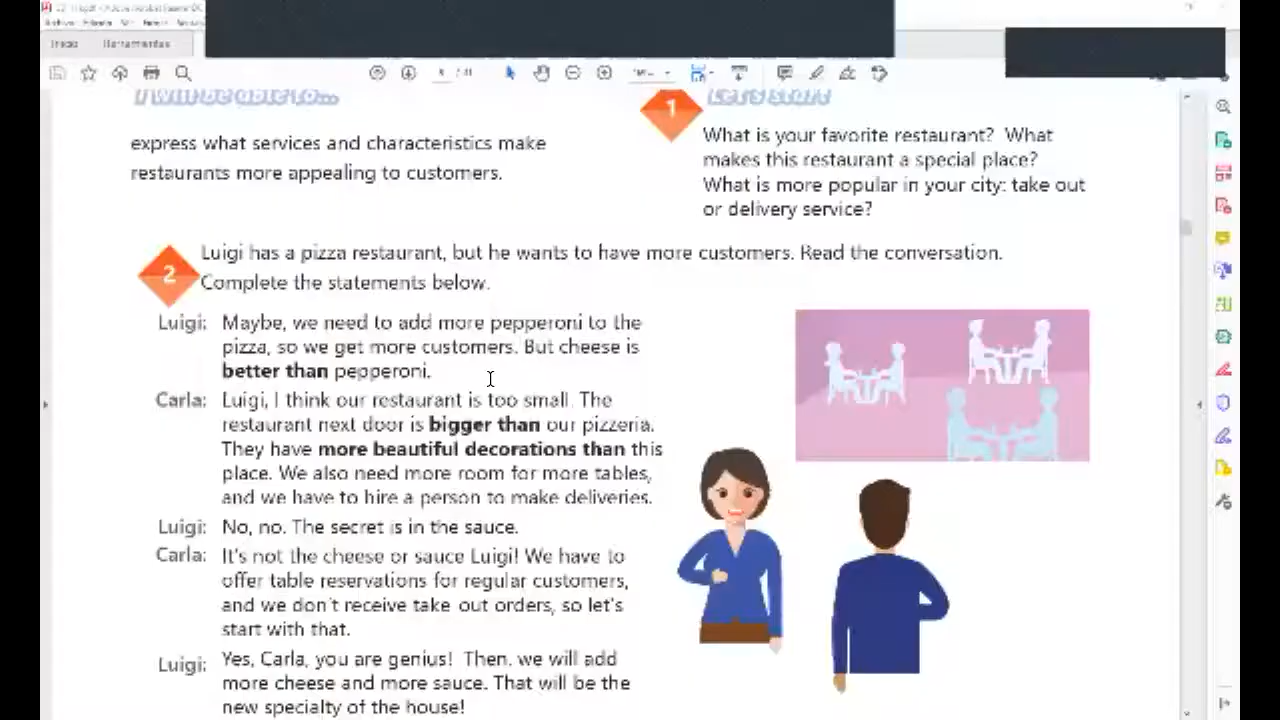 Inicio
Herramientas
I will be able to...
express what services and characteristics make
restaurants more appealing to customers.
1
Let's start
What is your favorite restaurant? What
makes this restaurant a special place?
What is more popular in your city: take out
or delivery service?
2
Luigi has a pizza restaurant, but he wants to have more customers. Read the conversation.
Complete the statements below.
Luigi: Maybe, we need to add more pepperoni to the
pizza, so we get more customers. But cheese is
better than pepperoni.
Carla: Luigi, I think our restaurant is too small. The
restaurant next door is bigger than our pizzeria.
They have more beautiful decorations than this
place. We also need more room for more tables,
and we have to hire a person to make deliveries.
Luigi: No, no. The secret is in the sauce.
Carla: It's not the cheese or sauce Luigi! We have to
offer table reservations for regular customers,
and we don't receive take out orders, so let's
start with that.
Luigi: Yes, Carla, you are genius! Then, we will add
more cheese and more sauce. That will be the
new specialty of the house!